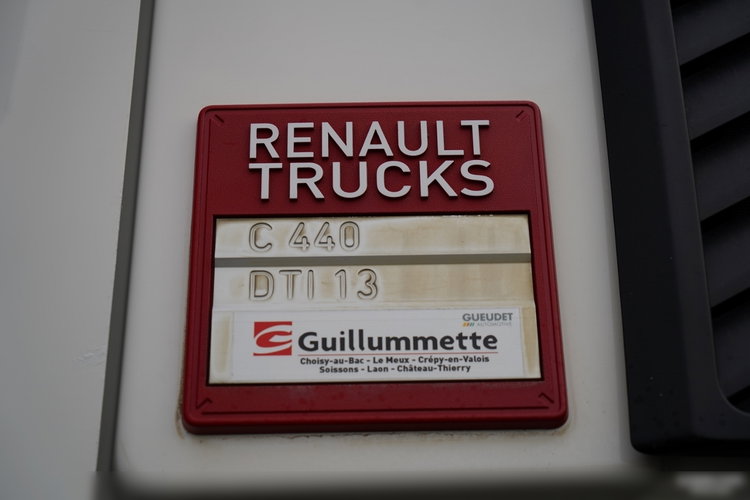 RENAULT
TRUCKS
C 440
DTI 13
GUEUDET
AUTOMOTIVE
Guillummette
Choisy-au-Bac - Le Meux - Crépy-en-Valois
Soissons - Laon - Château-Thierry